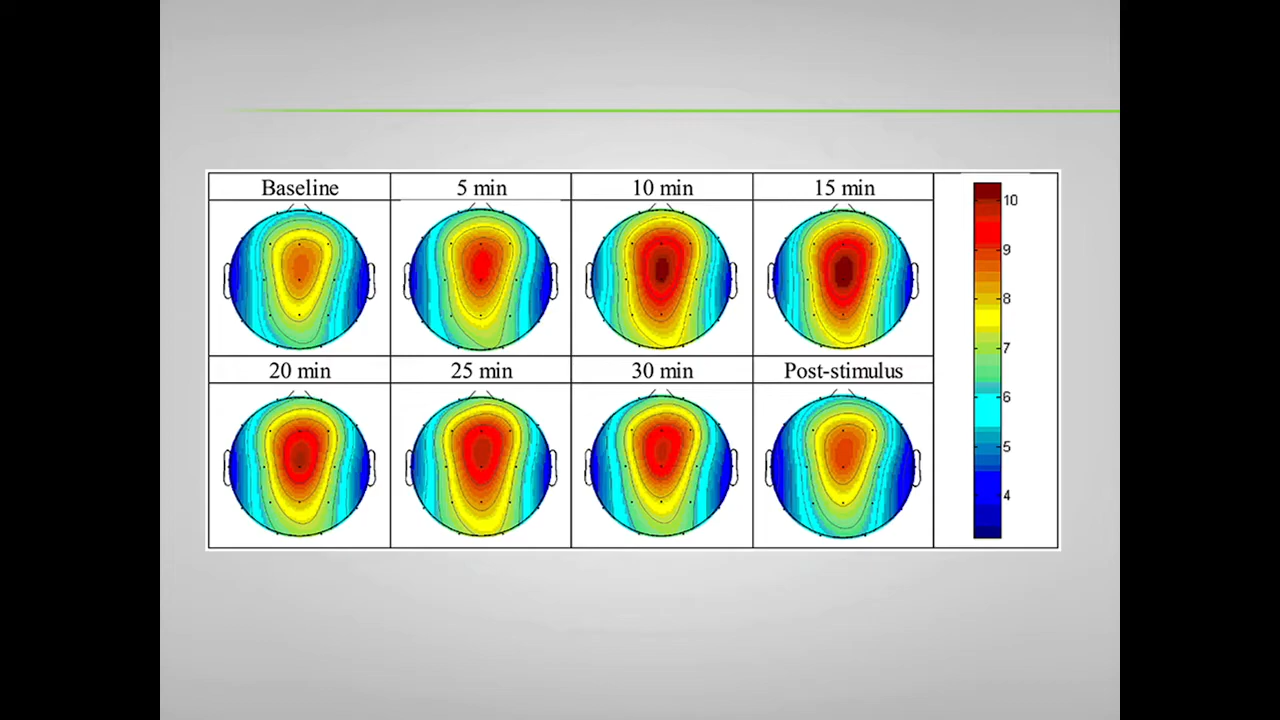 Baseline
5 min
10 min
15 min
10
9
8
7
6
5
4
20 min
25 min
30 min
Post-stimulus